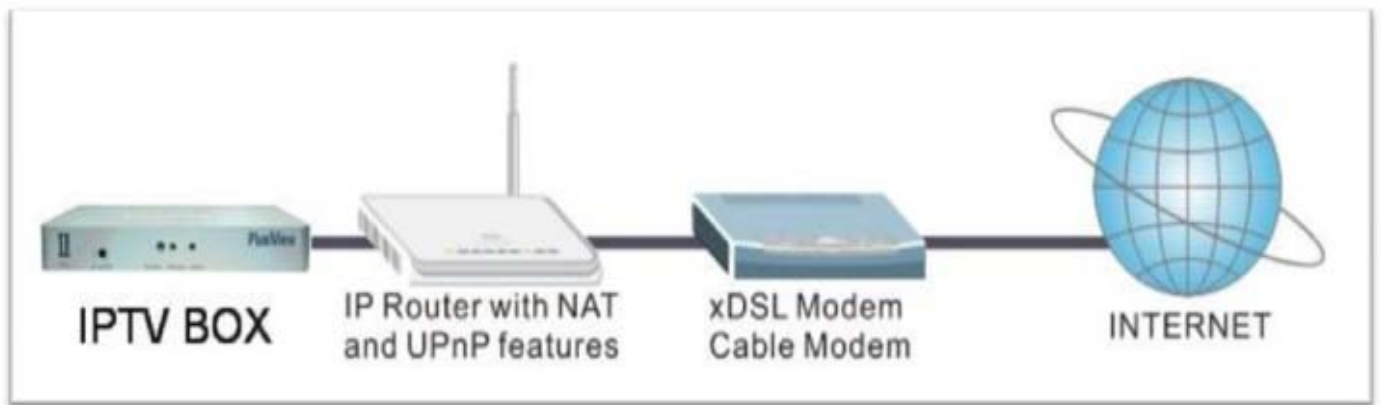 IPTV BOX
IP Router with NAT
and UPnP features
xDSL Modem
Cable Modem
INTERNET